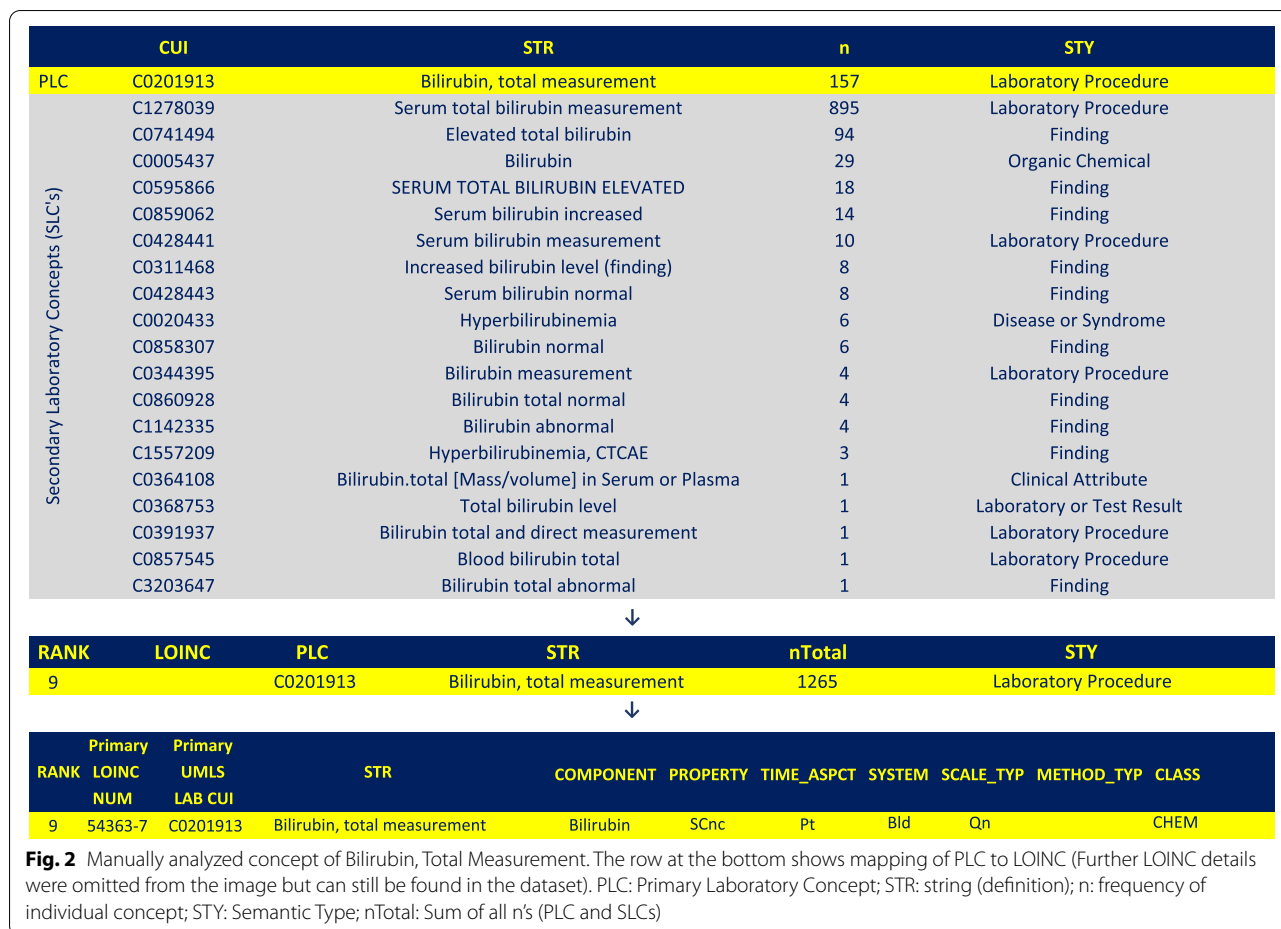 CUI STR n STY
PLC C0201913 Bilirubin, total measurement 157 Laboratory Procedure
Secondary Laboratory Concepts (SLC's)
C1278039 Serum total bilirubin measurement 895 Laboratory Procedure
C0741494 Elevated total bilirubin 94 Finding
C0005437 Bilirubin 29 Organic Chemical
C0595866 SERUM TOTAL BILIRUBIN ELEVATED 18 Finding
C0859062 Serum bilirubin increased 14 Finding
C0428441 Serum bilirubin measurement 10 Laboratory Procedure
C0311468 Increased bilirubin level (finding) 8 Finding
C0428443 Serum bilirubin normal 8 Finding
C0020433 Hyperbilirubinemia 6 Disease or Syndrome
C0858307 Bilirubin normal 6 Finding
C0344395 Bilirubin measurement 4 Laboratory Procedure
C0860928 Bilirubin total normal 4 Finding
C1142335 Bilirubin abnormal 4 Finding
C1557209 Hyperbilirubinemia, CTCAE 3 Finding
C0364108 Bilirubin.total [Mass/volume] in Serum or Plasma 1 Clinical Attribute
C0368753 Total bilirubin level 1 Laboratory or Test Result
C0391937 Bilirubin total and direct measurement 1 Laboratory Procedure
C0857545 Blood bilirubin total 1 Laboratory Procedure
C3203647 Bilirubin total abnormal 1 Finding
↓
RANK LOINC PLC STR nTotal STY
9 C0201913 Bilirubin, total measurement 1265 Laboratory Procedure
↓
Primary Primary
RANK LOINC UMLS STR COMPONENT PROPERTY TIME_ASPCT SYSTEM SCALE_TYP METHOD_TYP CLASS
NUM LAB CUI
9 54363-7 C0201913 Bilirubin, total measurement Bilirubin SCnc Pt Bld Qn CHEM
Fig. 2 Manually analyzed concept of Bilirubin, Total Measurement. The row at the bottom shows mapping of PLC to LOINC (Further LOINC details
were omitted from the image but can still be found in the dataset). PLC: Primary Laboratory Concept; STR: string (definition); n: frequency of
individual concept; STY: Semantic Type; nTotal: Sum of all n's (PLC and SLCs)